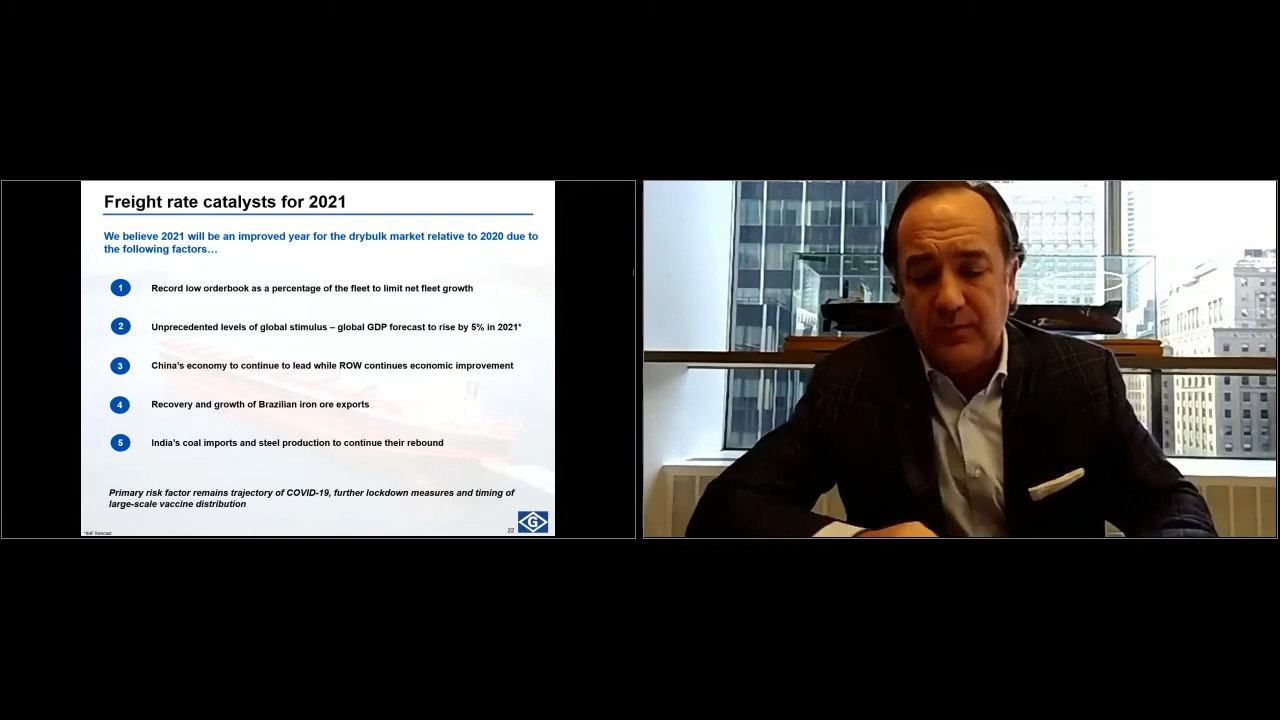 Freight rate catalysts for 2021
We believe 2021 will be an improved year for the drybulk market relative to 2020 due to
the following factors…
1 Record low orderbook as a percentage of the fleet to limit net fleet growth
2 Unprecedented levels of global stimulus – global GDP forecast to rise by 5% in 2021*
3 China's economy to continue to lead while ROW continues economic improvement
4 Recovery and growth of Brazilian iron ore exports
5 India's coal imports and steel production to continue their rebound
Primary risk factor remains trajectory of COVID-19, further lockdown measures and timing of
large-scale vaccine distribution
G
22
*IMF forecast